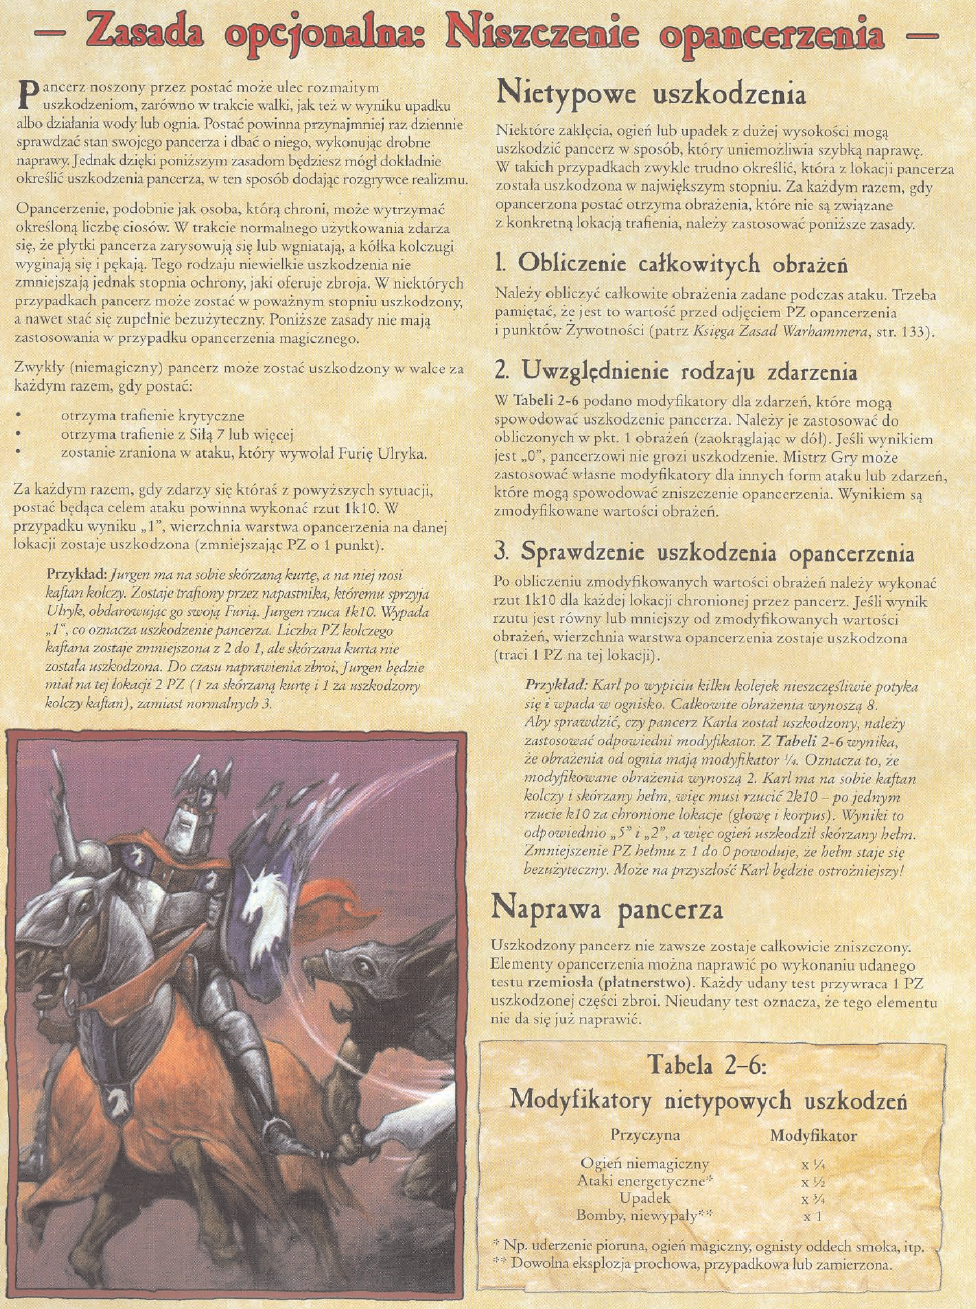 — Zasada opcjonalna: Niszczenie opancerzenia —
Pancerz noszony przez postać może ulec rozmaitym
uszkodzeniom, zarówno w trakcie walki, jak też w wyniku upadku
albo działania wody lub ognia. Postać powinna przynajmniej raz dziennie
sprawdzać stan swojego pancerza i dbać o niego, wykonując drobne
naprawy. Jednak dzięki poniższym zasadom będziesz mógł dokładnie
określić uszkodzenia pancerza, w ten sposób dodając rozgrywce realizmu.
Opancerzenie, podobnie jak osoba, którą chroni, może wytrzymać
określoną liczbę ciosów. W trakcie normalnego użytkowania zdarza
się, że płytki pancerza zarysowują się lub wgniatają, a kółka kolczugi
wyginają się i pękają. Tego rodzaju niewielkie uszkodzenia nie
zmniejszają jednak stopnia ochrony, jaki oferuje zbroja. W niektórych
przypadkach pancerz może zostać w poważnym stopniu uszkodzony,
a nawet stać się zupełnie bezużyteczny. Poniższe zasady nie mają
zastosowania w przypadku opancerzenia magicznego.
Zwykły (niemagiczny) pancerz może zostać uszkodzony w walce za
każdym razem, gdy postać:
• otrzyma trafienie krytyczne
• otrzyma trafienie z Siłą 7 lub więcej
• zostanie zraniona w ataku, który wywołał Furię Ulryka.
Za każdym razem, gdy zdarzy się któraś z powyższych sytuacji,
postać będąca celem ataku powinna wykonać rzut 1k10. W
przypadku wyniku „1”, wierzchnia warstwa opancerzenia na danej
lokacji zostaje uszkodzona (zmniejszając PZ o 1 punkt).
Przykład: Jurgen ma na sobie skórzaną kurtę, a na niej nosi
kaftan kolczy. Zostaje trafiony przez napastnika, któremu sprzyja
Ulryk, obdarowując go swoją Furią. Jurgen rzuca 1k10. Wypada
„1”, co oznacza uszkodzenie pancerza. Liczba PZ kolczego
kaftana zostaje zmniejszona z 2 do 1, ale skórzana kurta nie
została uszkodzona. Do czasu naprawienia zbroi, Jurgen będzie
miał na tej lokacji 2 PZ (1 za skórzaną kurtę i 1 za uszkodzony
kolczy kaftan), zamiast normalnych 3.
Nietypowe uszkodzenia
Niektóre zaklęcia, ogień lub upadek z dużej wysokości mogą
uszkodzić pancerz w sposób, który uniemożliwia szybką naprawę.
W takich przypadkach zwykle trudno określić, która z lokacji pancerza
została uszkodzona w największym stopniu. Za każdym razem, gdy
opancerzona postać otrzyma obrażenia, które nie są związane
z konkretną lokacją trafienia, należy zastosować poniższe zasady.
1. Obliczenie całkowitych obrażeń
Należy obliczyć całkowite obrażenia zadane podczas ataku. Trzeba
pamiętać, że jest to wartość przed odjęciem PZ opancerzenia
i punktów Żywotności (patrz Księga Zasad Warhammera, str. 133).
2. Uwzględnienie rodzaju zdarzenia
W Tabeli 2-6 podano modyfikatory dla zdarzeń, które mogą
spowodować uszkodzenie pancerza. Należy je zastosować do
obliczonych w pkt. 1 obrażeń (zaokrąglając w dół). Jeśli wynikiem
jest „0”, pancerzowi nie grozi uszkodzenie. Mistrz Gry może
zastosować własne modyfikatory dla innych form ataku lub zdarzeń,
które mogą spowodować zniszczenie opancerzenia. Wynikiem są
zmodyfikowane wartości obrażeń.
3. Sprawdzenie uszkodzenia opancerzenia
Po obliczeniu zmodyfikowanych wartości obrażeń należy wykonać
rzut 1k10 dla każdej lokacji chronionej przez pancerz. Jeśli wynik
rzutu jest równy lub mniejszy od zmodyfikowanych wartości
obrażeń, wierzchnia warstwa opancerzenia zostaje uszkodzona
(traci 1 PZ na tej lokacji).
Przykład: Karl po wypiciu kilku kolejek nieszczęśliwie potyka
się i wpada w ognisko. Całkowite obrażenia wynoszą 8.
Aby sprawdzić, czy pancerz Karla został uszkodzony, należy
zastosować odpowiedni modyfikator. Z Tabeli 2-6 wynika,
że obrażenia od ognia mają modyfikator ¼. Oznacza to, że
modyfikowane obrażenia wynoszą 2. Karl ma na sobie kaftan
kolczy i skórzany hełm, więc musi rzucić 2k10 – po jednym
rzucie k10 za chronione lokacje (głowę i korpus). Wyniki to
odpowiednio „5” i „2”, a więc ogień uszkodził skórzany hełm.
Zmniejszenie PZ hełmu z 1 do 0 powoduje, że hełm staje się
bezużyteczny. Może na przyszłość Karl będzie ostrożniejszy!
Naprawa pancerza
Uszkodzony pancerz nie zawsze zostaje całkowicie zniszczony.
Elementy opancerzenia można naprawić po wykonaniu udanego
testu rzemiosła (płatnerstwo). Każdy udany test przywraca 1 PZ
uszkodzonej części zbroi. Nieudany test oznacza, że tego elementu
nie da się już naprawić.
Tabela 2–6:
Modyfikatory nietypowych uszkodzeń
Przyczyna Modyfikator
Ogień niemagiczny x ¼
Ataki energetyczne* x ½
Upadek x ¾
Bomby, niewypały** x 1
* Np. uderzenie pioruna, ogień magiczny, ognisty oddech smoka, itp.
** Dowolna eksplozja prochowa, przypadkowa lub zamierzona.